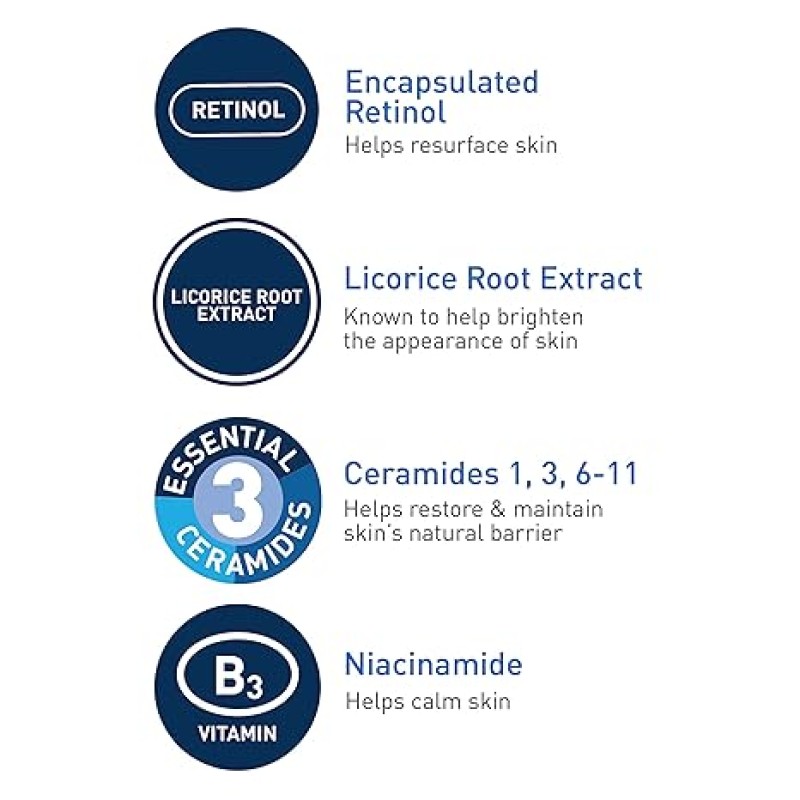 RETINOL
Encapsulated
Retinol
Helps resurface skin
LICORICE ROOT
EXTRACT
Licorice Root Extract
Known to help brighten
the appearance of skin
ESSENTIAL
3
CERAMIDES
Ceramides 1, 3, 6-11
Helps restore & maintain
skin's natural barrier
B3
VITAMIN
Niacinamide
Helps calm skin